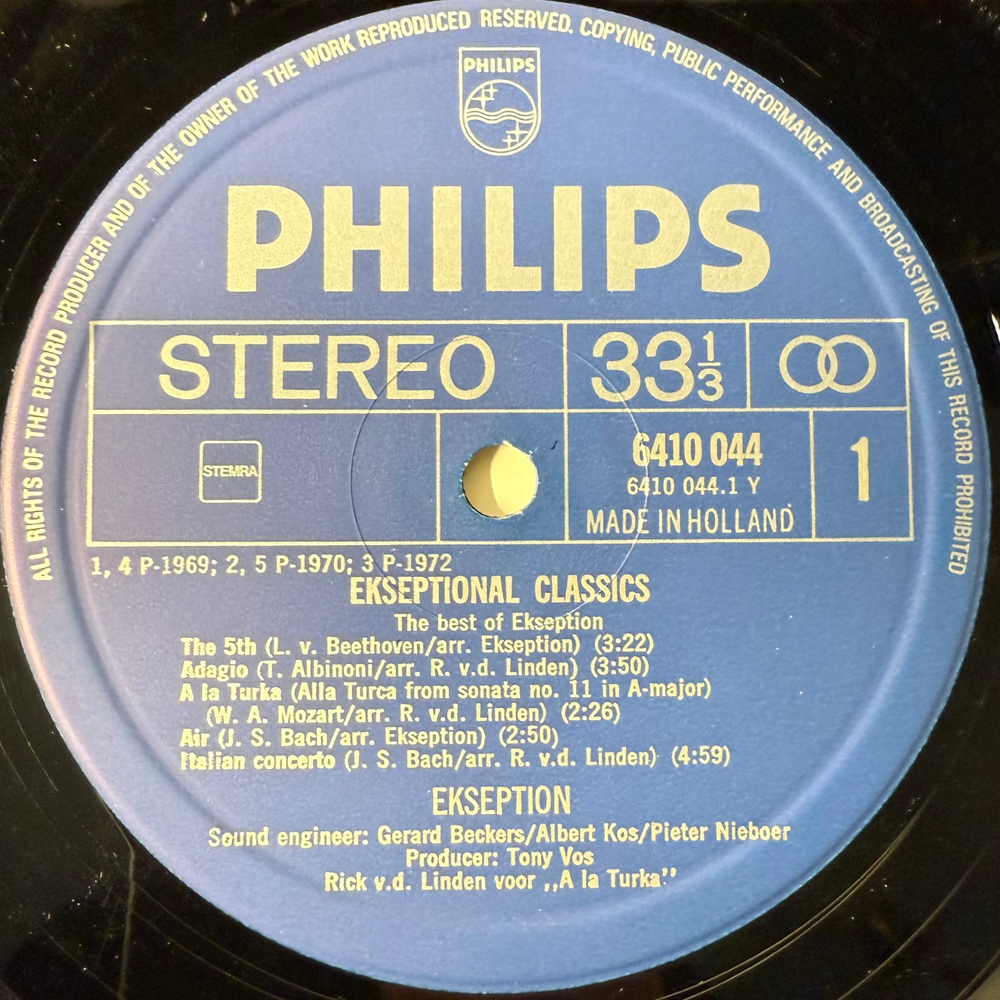 ALL RIGHTS OF THE RECORD PRODUCER AND OF THE OWNER OF THE WORK REPRODUCED RESERVED. COPYING, PUBLIC PERFORMANCE AND BROADCASTING OF THIS RECORD PROHIBITED
PHILIPS
PHILIPS
STEREO 33⅓
STEMRA
6410 044
6410 044.1 Y
MADE IN HOLLAND
1
1, 4 P-1969; 2, 5 P-1970; 3 P-1972
EKSEPTIONAL CLASSICS
The best of Ekseption
The 5th (L. v. Beethoven/arr. Ekseption) (3:22)
Adagio (T. Albinoni/arr. R. v.d. Linden) (3:50)
A la Turka (Alla Turca from sonata no. 11 in A-major)
(W. A. Mozart/arr. R. v.d. Linden) (2:26)
Air (J. S. Bach/arr. Ekseption) (2:50)
Italian concerto (J. S. Bach/arr. R. v.d. Linden) (4:59)
EKSEPTION
Sound engineer: Gerard Beckers/Albert Kos/Pieter Nieboer
Producer: Tony Vos
Rick v.d. Linden voor ,,A la Turka''